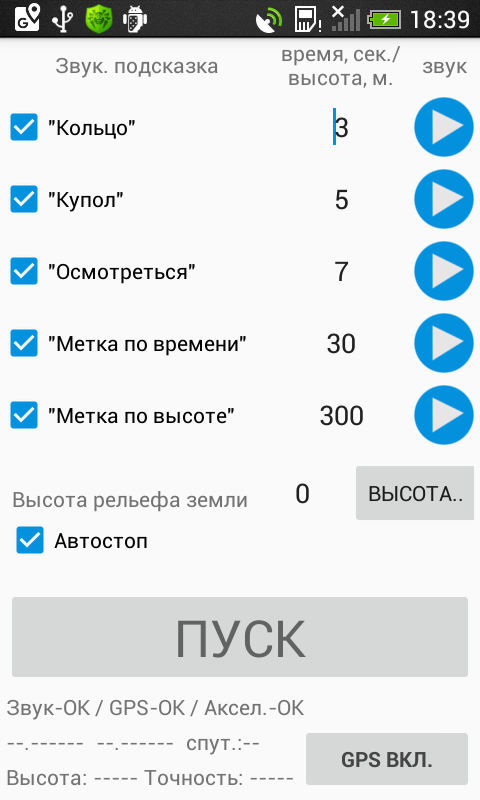 18:39
Звук. подсказка время, сек./ высота, м. звук
"Кольцо" 3
"Купол" 5
"Осмотреться" 7
"Метка по времени" 30
"Метка по высоте" 300
Высота рельефа земли 0 ВЫСОТА..
Автостоп
ПУСК
Звук-ОК / GPS-ОК / Аксел.-ОК
--.------ --.------ спут.:--
GPS ВКЛ.
Высота: ----- Точность: -----